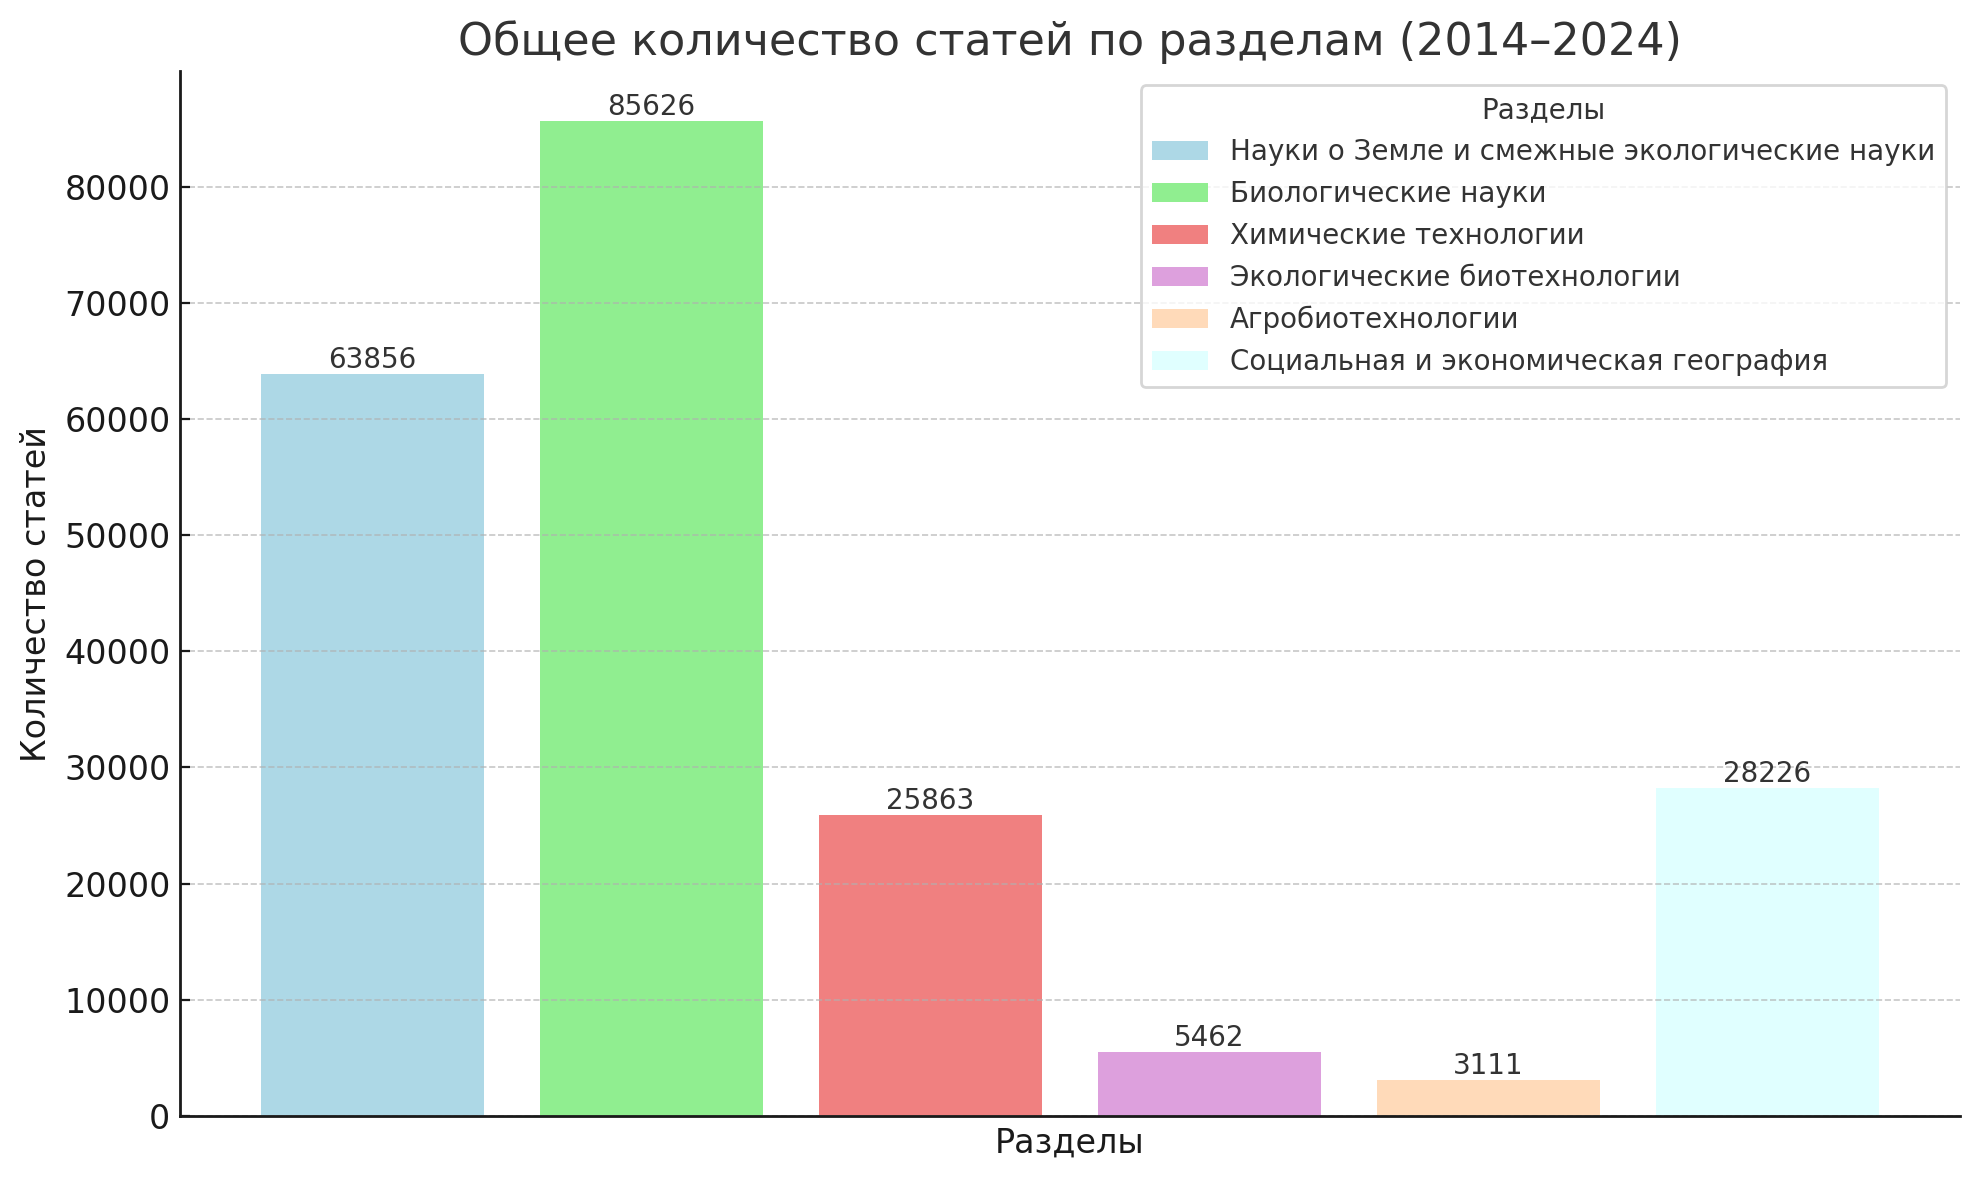 Общее количество статей по разделам (2014–2024)
Разделы
Науки о Земле и смежные экологические науки
Биологические науки
Химические технологии
Экологические биотехнологии
Агробиотехнологии
Социальная и экономическая география
Количество статей
80000
70000
60000
50000
40000
30000
20000
10000
0
63856
85626
25863
5462
3111
28226
Разделы